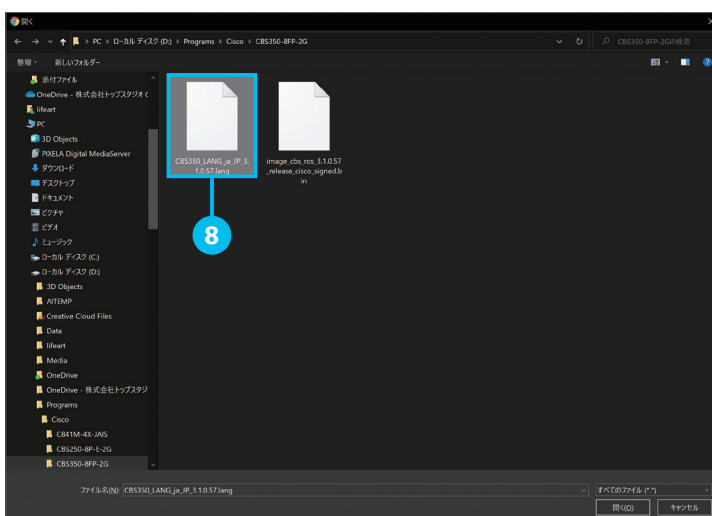 開く
PC > ローカル ディスク (D:) > Programs > Cisco > CBS350-8FP-2G
CBS350-8FP-2Gの検索
整理
新しいフォルダー
添付ファイル
OneDrive - 株式会社トップスタジオ (
lifeart
PC
3D Objects
PIXELA Digital MediaServer
ダウンロード
デスクトップ
ドキュメント
ピクチャ
ビデオ
ミュージック
ローカル ディスク (C:)
ローカル ディスク (D:)
3D Objects
AITEMP
Creative Cloud Files
Data
lifeart
Media
OneDrive
OneDrive - 株式会社トップスタジ
Programs
Cisco
C841M-4X-JAIS
CBS250-8P-E-2G
CBS350-8FP-2G
CBS350_LANG_ja_JP_3.
1.0.57.lang
image_cbs_ros_3.1.0.57
_release_cisco_signed.b
in
8
ファイル名(N): CBS350_LANG_ja_JP_3.1.0.57.lang
すべてのファイル (*.*)
開く(O)
キャンセル